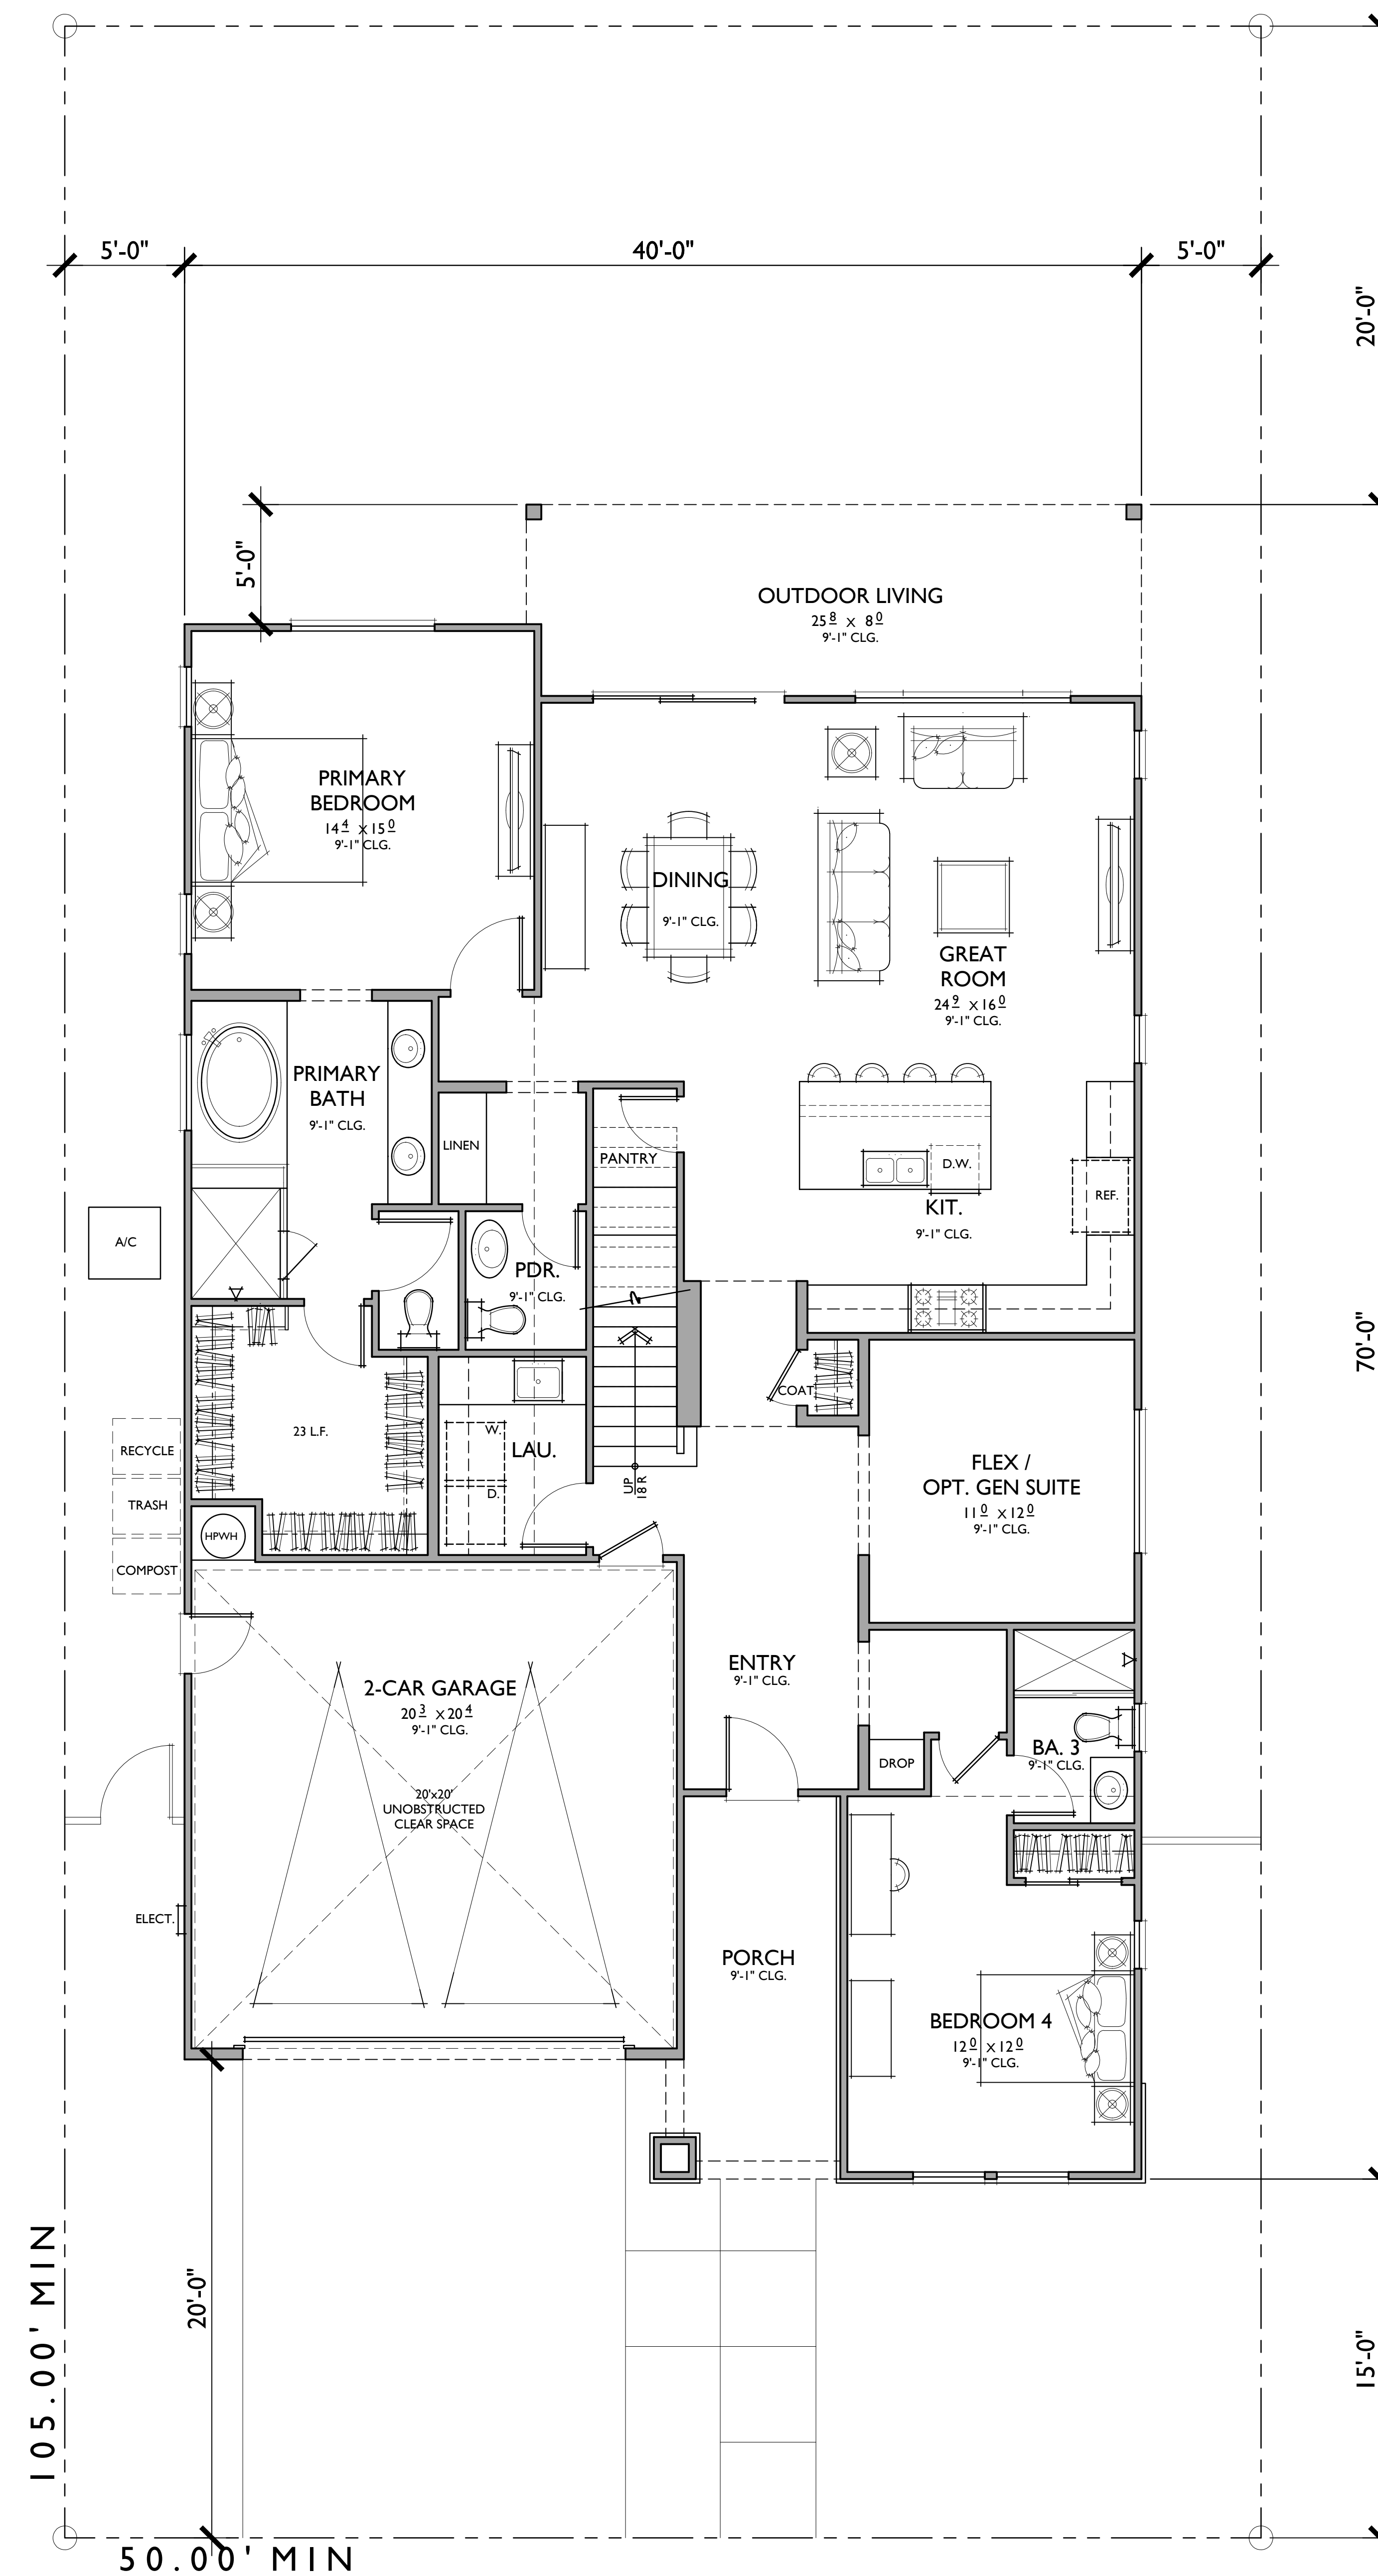 5'-0"
40'-0"
5'-0"
20'-0"
5'-0"
OUTDOOR LIVING
25 8 x 8 0
9'-1" CLG.
PRIMARY
BEDROOM
14 4 x 15 0
9'-1" CLG.
DINING
9'-1" CLG.
GREAT
ROOM
24 9 x 16 0
9'-1" CLG.
PRIMARY
BATH
9'-1" CLG.
LINEN
PANTRY
D.W.
REF.
KIT.
9'-1" CLG.
A/C
PDR.
9'-1" CLG.
70'-0"
COAT
23 L.F.
W.
LAU.
D.
UP
18 R
RECYCLE
TRASH
COMPOST
HPWH
FLEX /
OPT. GEN SUITE
11 0 x 12 0
9'-1" CLG.
ENTRY
9'-1" CLG.
2-CAR GARAGE
20 3 x 20 4
9'-1" CLG.
DROP
BA. 3
9'-1" CLG.
20'x20'
UNOBSTRUCTED
CLEAR SPACE
ELECT.
PORCH
9'-1" CLG.
BEDROOM 4
12 0 x 12 0
9'-1" CLG.
20'-0"
15'-0"
105.00' MIN
50.00' MIN